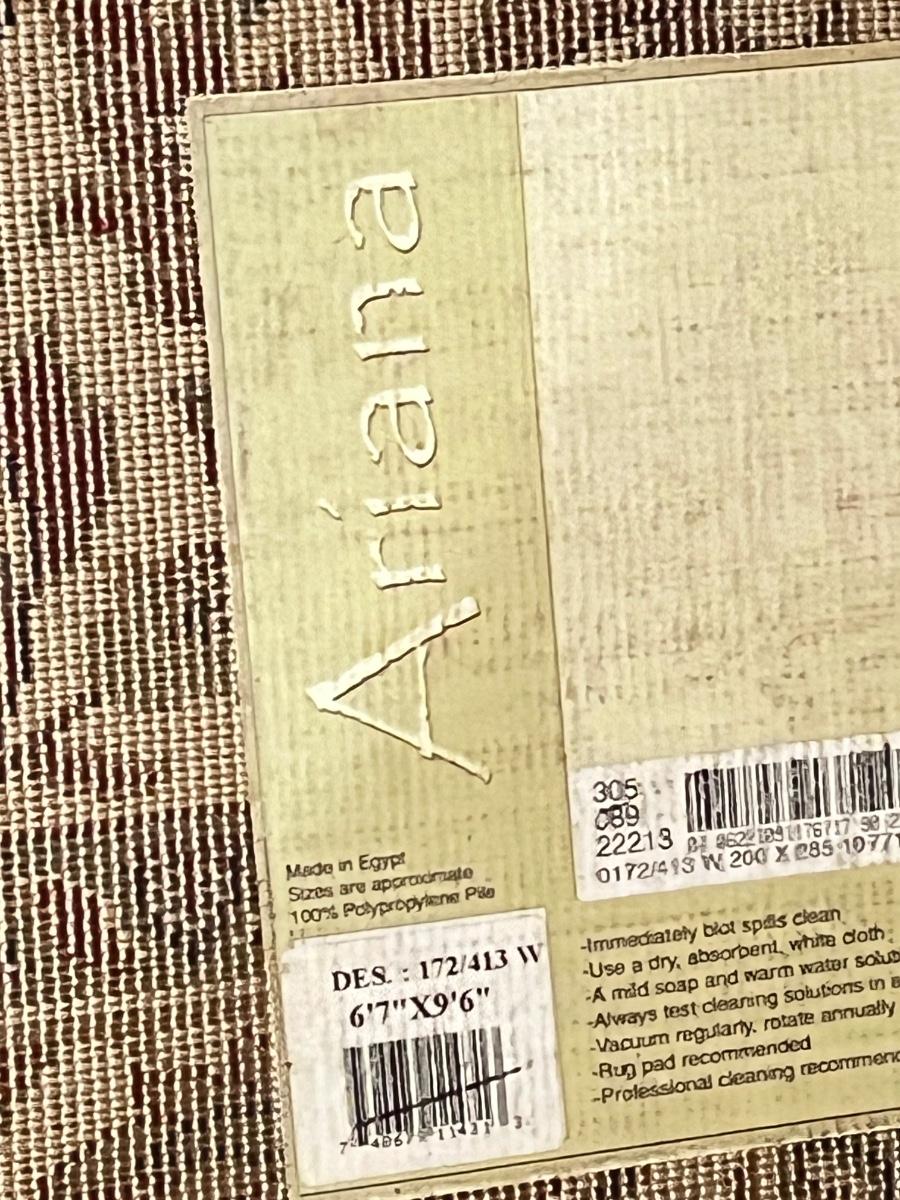 Ariana
Made in Egypt
Sizes are approximate
100% Polypropylene Pile
DES. : 172/413 W
6'7"X9'6"
305
089
22213
0172/413 W 200 X 285 1077
-Immediately blot spills clean
-Use a dry, absorbent, white cloth
-A mild soap and warm water
-Always test cleaning solutions in
-Vacuum regularly, rotate annually
-Rug pad recommended
-Professional cleaning